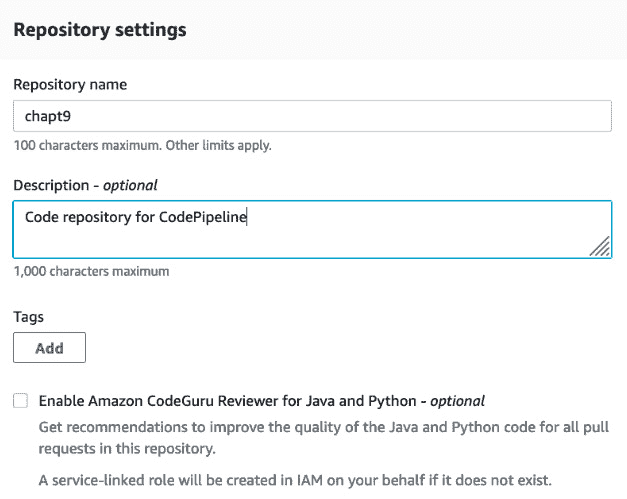 Repository settings
Repository name
chapt9
100 characters maximum. Other limits apply.
Description - optional
Code repository for CodePipeline
1,000 characters maximum
Tags
Add
Enable Amazon CodeGuru Reviewer for Java and Python - optional
Get recommendations to improve the quality of the Java and Python code for all pull
requests in this repository.
A service-linked role will be created in IAM on your behalf if it does not exist.